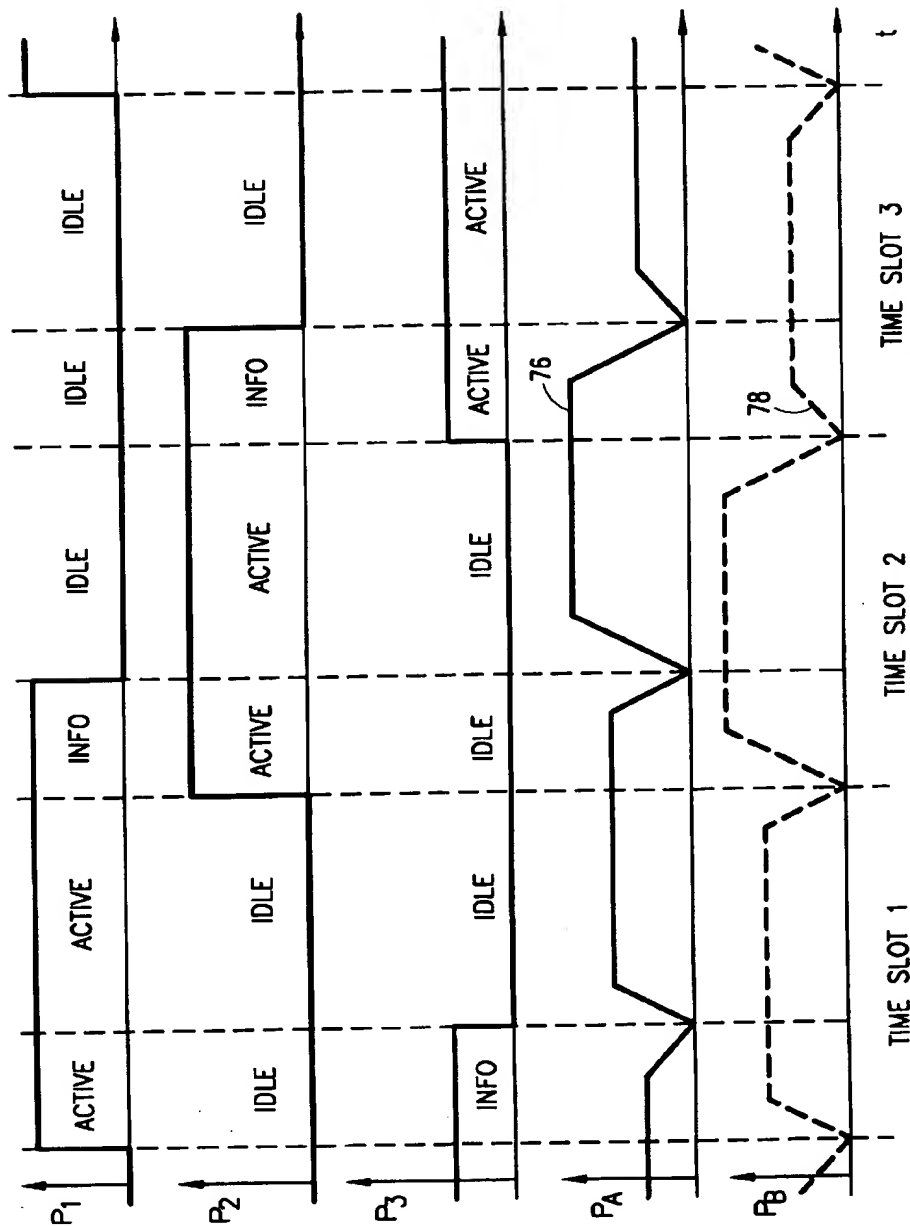 P1 ACTIVE ACTIVE INFO IDLE IDLE IDLE
P2 IDLE IDLE ACTIVE ACTIVE INFO IDLE
P3 INFO IDLE IDLE IDLE ACTIVE ACTIVE
PA 76
PB 78 t
TIME SLOT 1 TIME SLOT 2 TIME SLOT 3